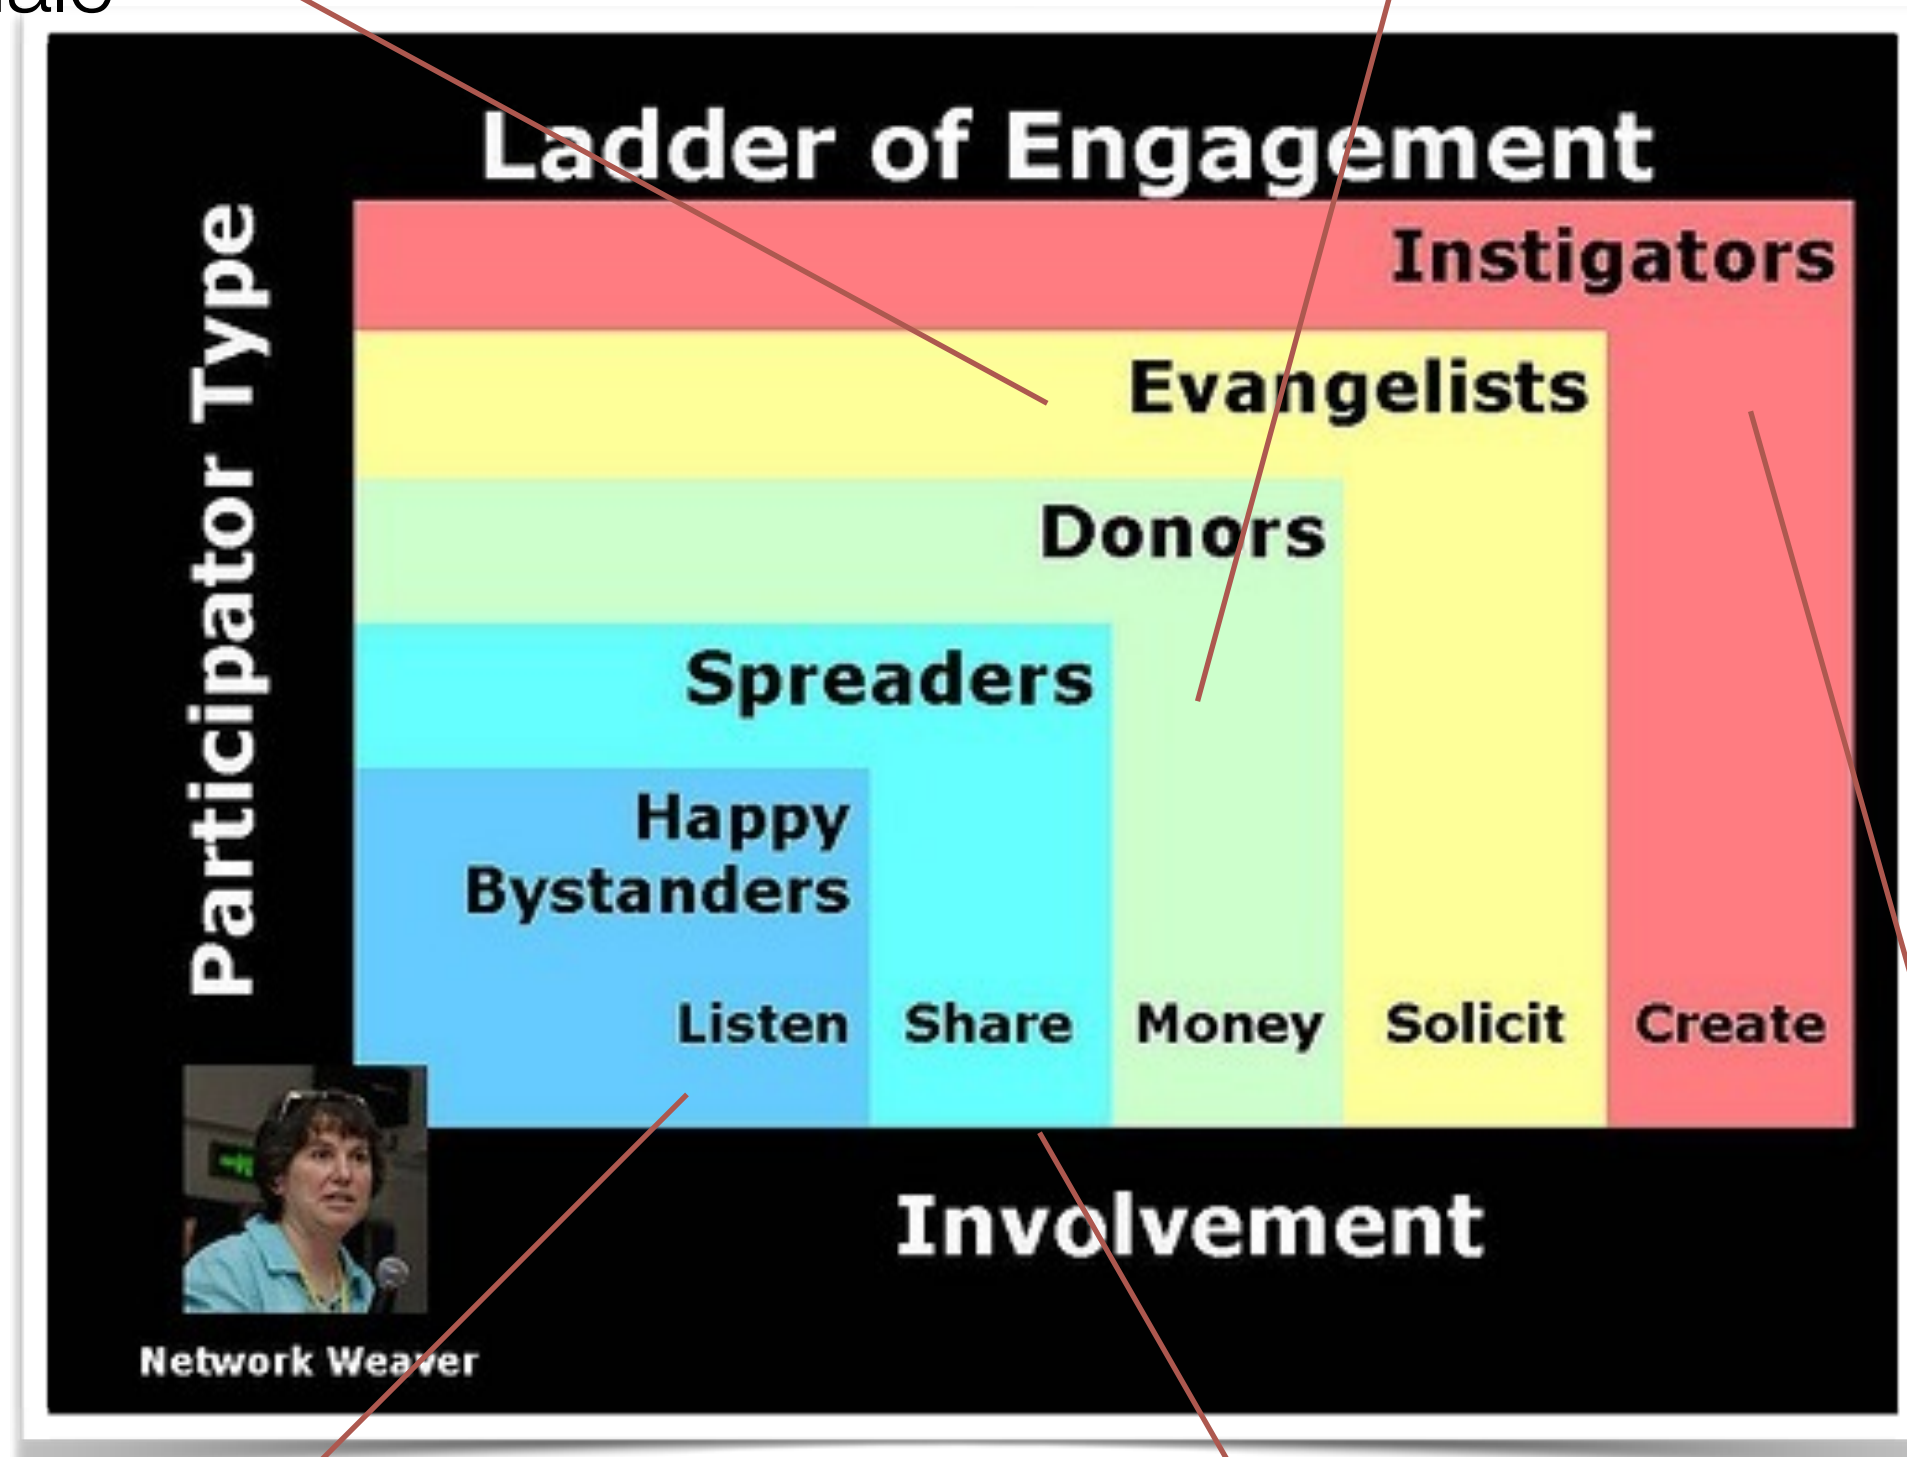 Ladder of Engagement
Participator Type
Instigators
Evangelists
Donors
Spreaders
Happy
Bystanders
Listen
Share
Money
Solicit
Create
Involvement
Network Weaver